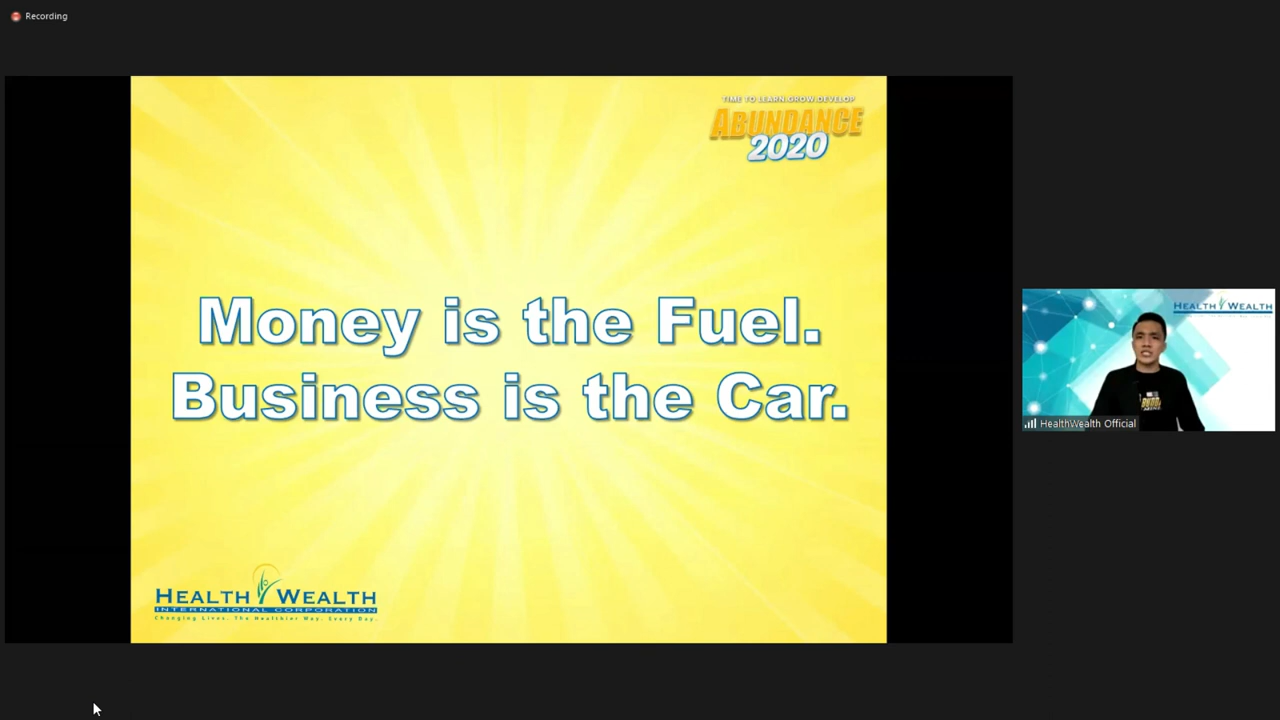 Recording
TIME TO LEARN.GROW.DEVELOP
ABUNDANCE
2020
Money is the Fuel.
Business is the Car.
HEALTH WEALTH
INTERNATIONAL CORPORATION
Changing Lives. The Healthier Way. Every Day.
HEALTH WEALTH
HealthWealth Official